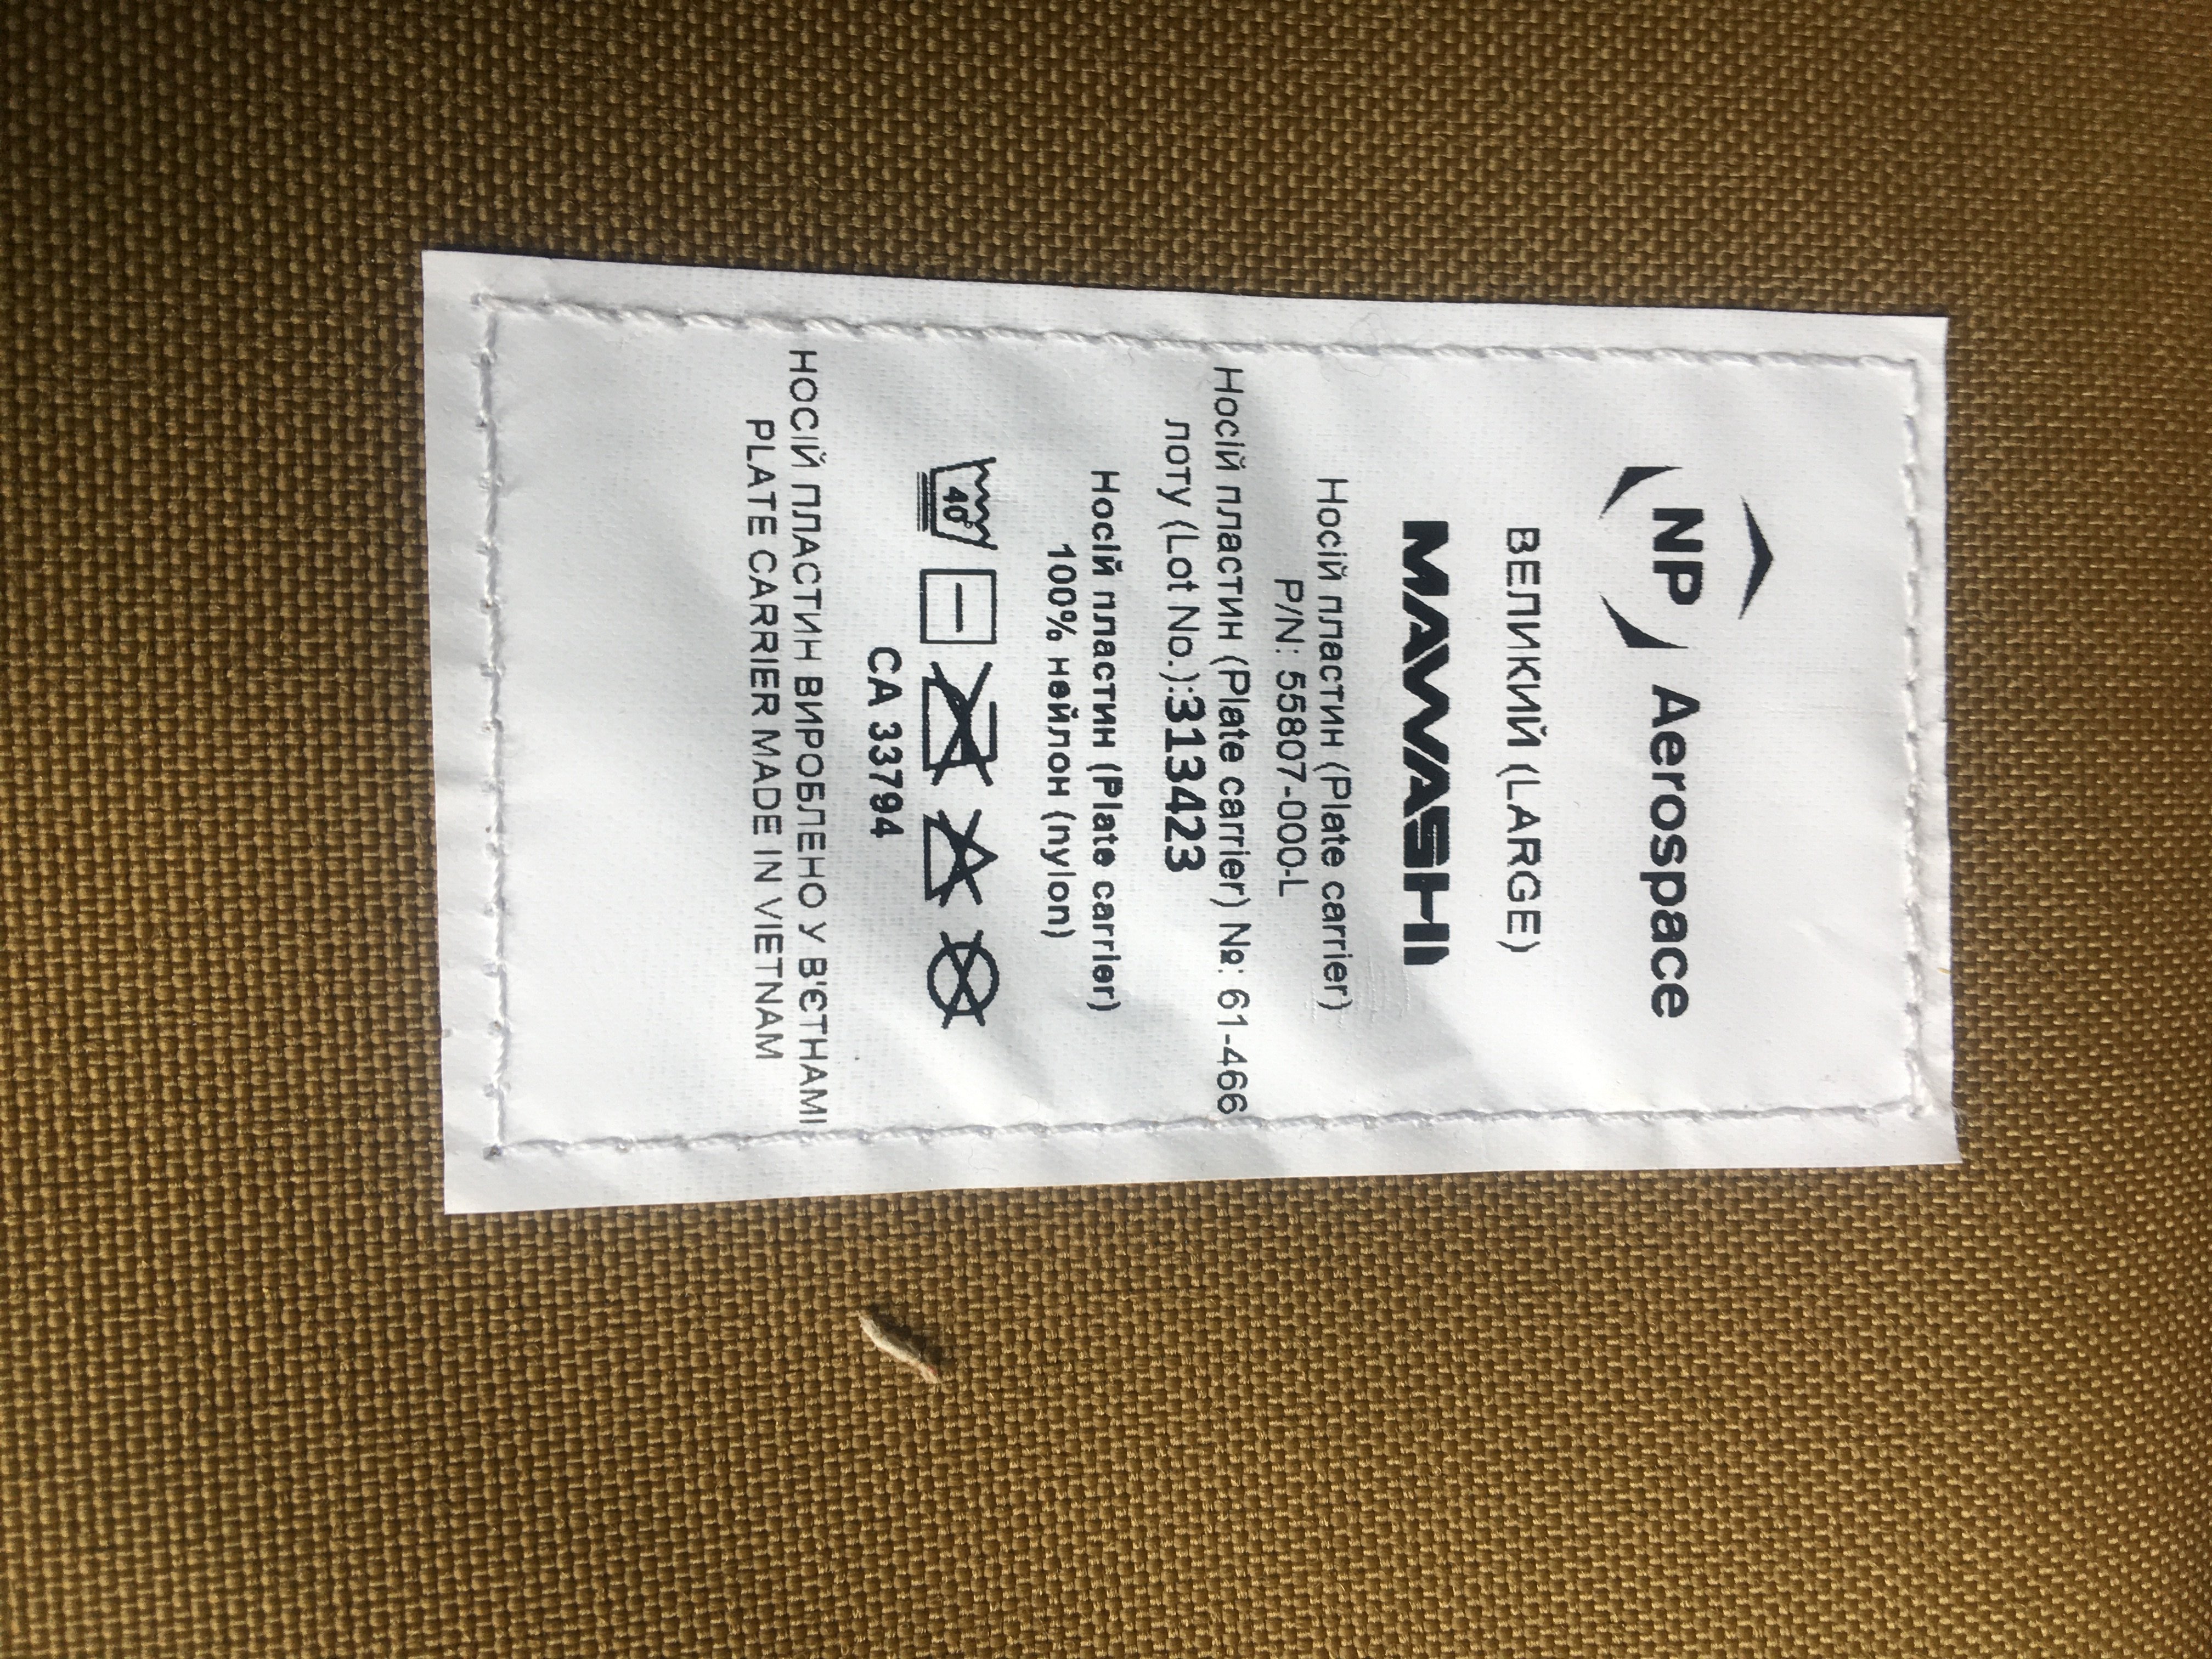 NP Aerospace
ВЕЛИКИЙ (LARGE)
MAWASHI
Носій пластин (Plate carrier)
P/N: 55807-000-L
Носій пластин (Plate carrier) №: 61-466
лоту (Lot No.):313423
Носій пластин (Plate carrier)
100% нейлон (nylon)
40°
CA 33794
НОСІЙ ПЛАСТИН ВИРОБЛЕНО У В'ЄТНАМІ
PLATE CARRIER MADE IN VIETNAM